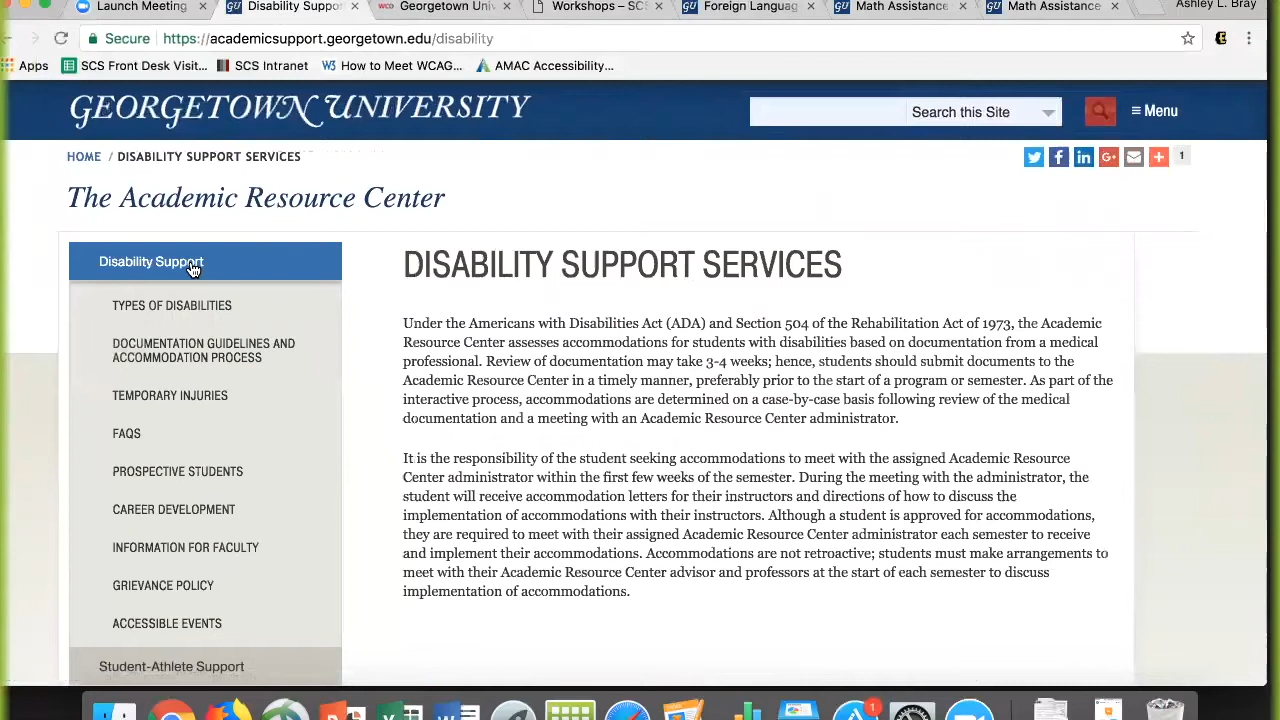 Launch Meeting
Disability Support
Georgetown Univ
Workshops – SCS
Foreign Languag
Math Assistance
Math Assistance
Ashley L. Bray
Secure
https://academicsupport.georgetown.edu/disability
Apps
SCS Front Desk Visit...
SCS Intranet
How to Meet WCAG...
AMAC Accessibility...
GEORGETOWN UNIVERSITY
Search this Site
≡ Menu
HOME / DISABILITY SUPPORT SERVICES
1
The Academic Resource Center
Disability Support
TYPES OF DISABILITIES
DOCUMENTATION GUIDELINES AND
ACCOMMODATION PROCESS
TEMPORARY INJURIES
FAQS
PROSPECTIVE STUDENTS
CAREER DEVELOPMENT
INFORMATION FOR FACULTY
GRIEVANCE POLICY
ACCESSIBLE EVENTS
Student-Athlete Support
DISABILITY SUPPORT SERVICES
Under the Americans with Disabilities Act (ADA) and Section 504 of the Rehabilitation Act of 1973, the Academic
Resource Center assesses accommodations for students with disabilities based on documentation from a medical
professional. Review of documentation may take 3-4 weeks; hence, students should submit documents to the
Academic Resource Center in a timely manner, preferably prior to the start of a program or semester. As part of the
interactive process, accommodations are determined on a case-by-case basis following review of the medical
documentation and a meeting with an Academic Resource Center administrator.
It is the responsibility of the student seeking accommodations to meet with the assigned Academic Resource
Center administrator within the first few weeks of the semester. During the meeting with the administrator, the
student will receive accommodation letters for their instructors and directions of how to discuss the
implementation of accommodations with their instructors. Although a student is approved for accommodations,
they are required to meet with their assigned Academic Resource Center administrator each semester to receive
and implement their accommodations. Accommodations are not retroactive; students must make arrangements to
meet with their Academic Resource Center advisor and professors at the start of each semester to discuss
implementation of accommodations.
1